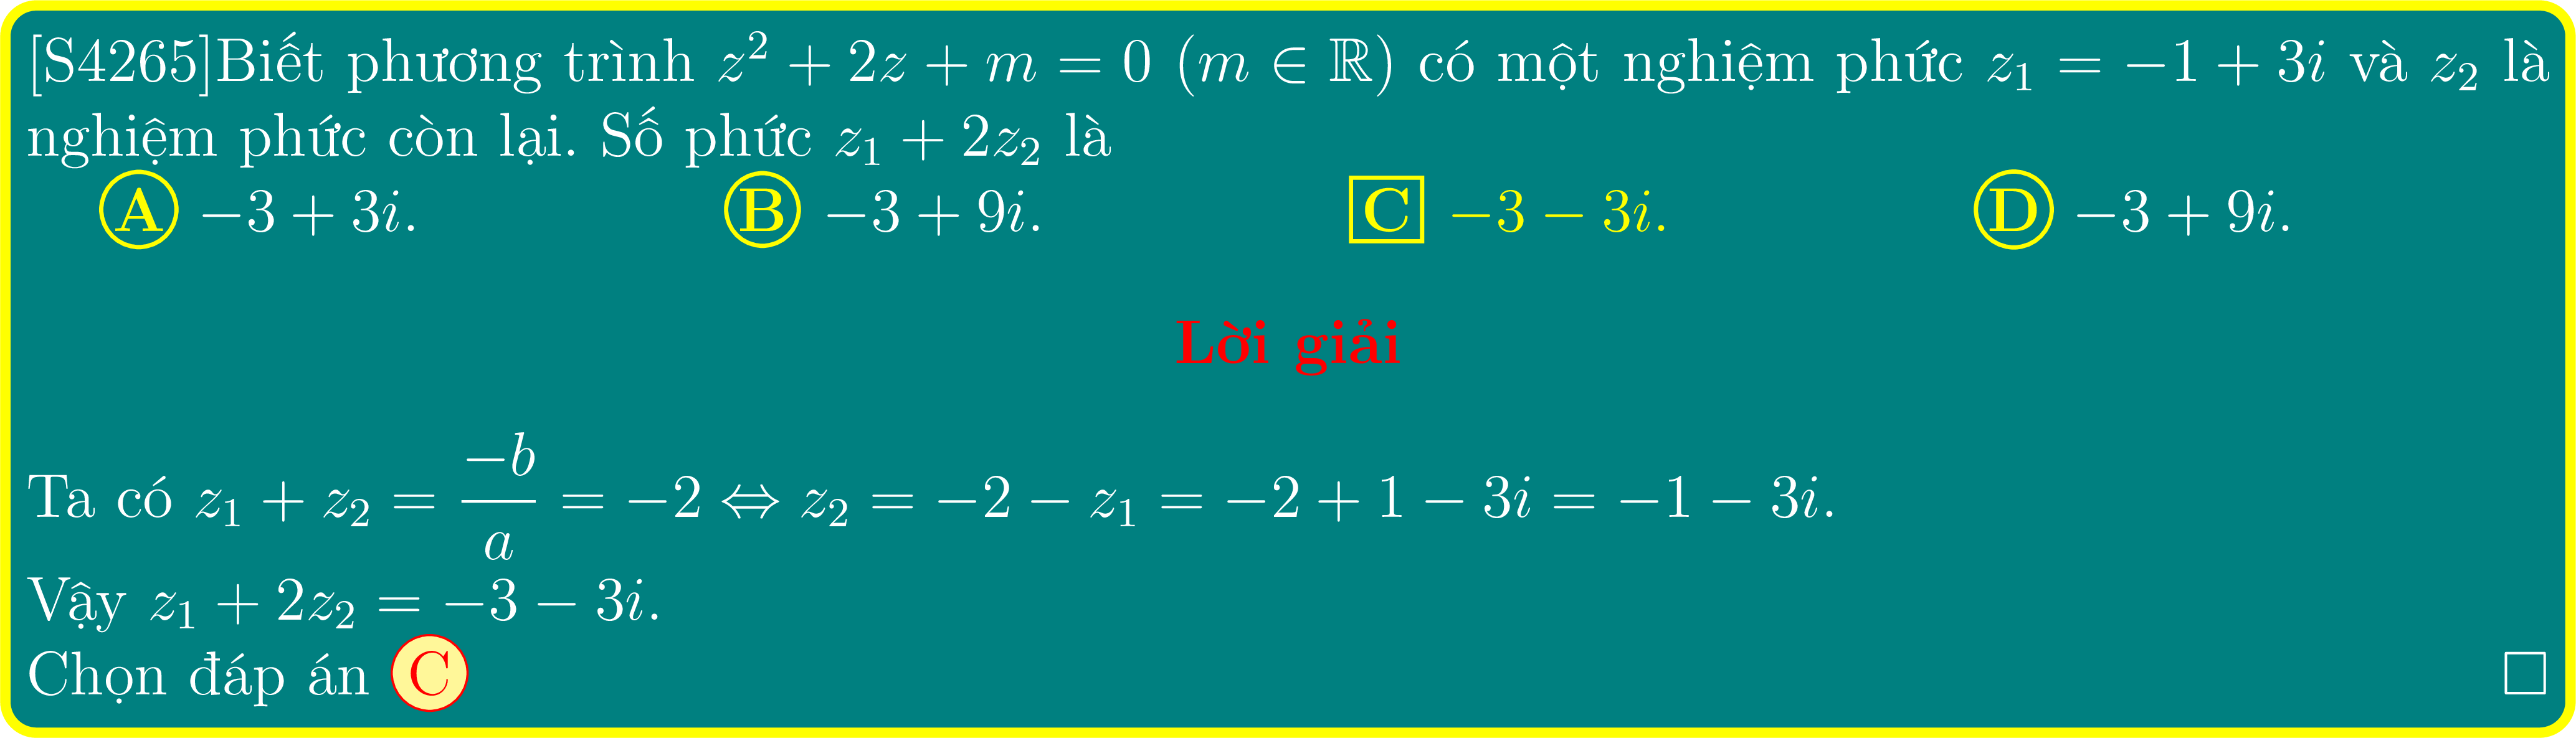 [S4265]Biết phương trình $z^2 + 2z + m = 0$ $(m \in \mathbb{R})$ có một nghiệm phức $z_1 = -1 + 3i$ và $z_2$ là
nghiệm phức còn lại. Số phức $z_1 + 2z_2$ là
A $-3 + 3i$. B $-3 + 9i$. C $-3 - 3i$. D $-3 + 9i$.
Lời giải
Ta có $z_1 + z_2 = \dfrac{-b}{a} = -2 \Leftrightarrow z_2 = -2 - z_1 = -2 + 1 - 3i = -1 - 3i$.
Vậy $z_1 + 2z_2 = -3 - 3i$.
Chọn đáp án C □